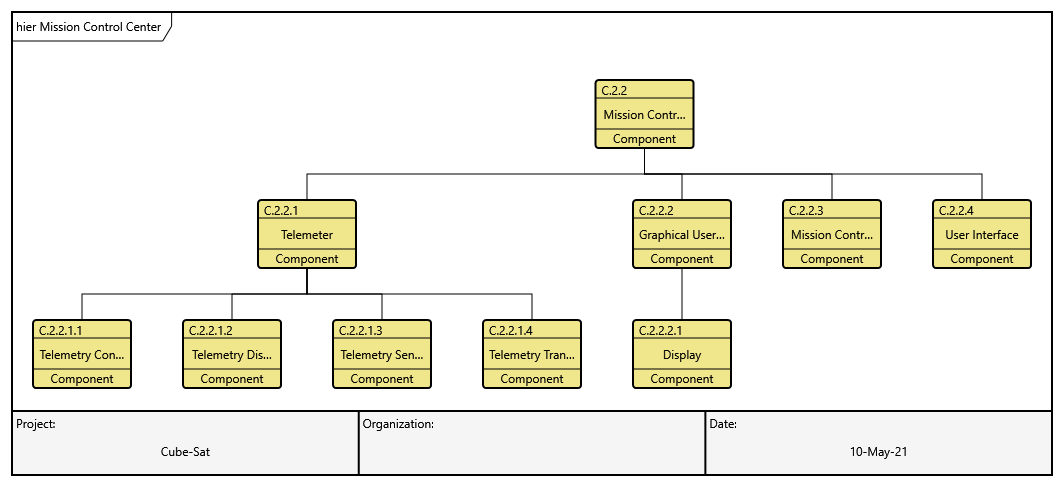 hier Mission Control Center
C.2.2
Mission Contr...
Component
C.2.2.1
Telemeter
Component
C.2.2.2
Graphical User...
Component
C.2.2.3
Mission Contr...
Component
C.2.2.4
User Interface
Component
C.2.2.1.1
Telemetry Con...
Component
C.2.2.1.2
Telemetry Dis...
Component
C.2.2.1.3
Telemetry Sen...
Component
C.2.2.1.4
Telemetry Tran...
Component
C.2.2.2.1
Display
Component
Project:
Cube-Sat
Organization:
Date:
10-May-21